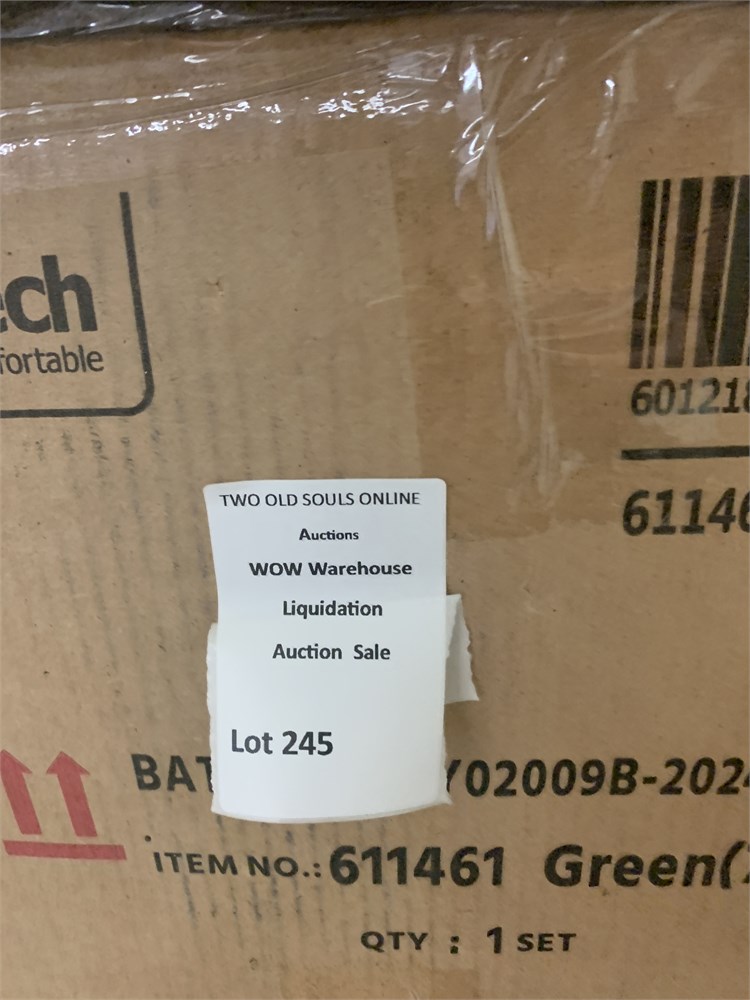 ech
fortable
60121
6114
TWO OLD SOULS ONLINE
Auctions
WOW Warehouse
Liquidation
Auction Sale
Lot 245
BAT Y02009B-202
ITEM NO.: 611461 Green(
QTY : 1 SET